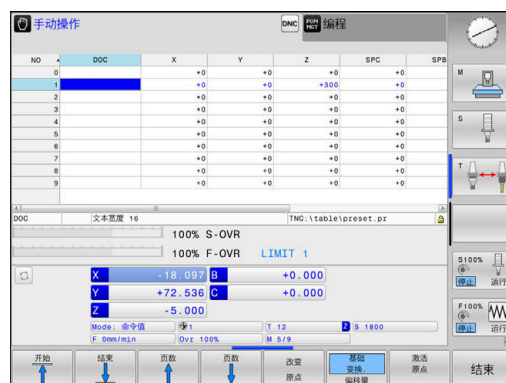 手动操作
DNC
PGM MGT 编程
NO DOC X Y Z SPC SPB
0 +0 +0 +0 +0
1 +0 +0 +300 +0
2 +0 +0 +0 +0
3 +0 +0 +0 +0
4 +0 +0 +0 +0
5 +0 +0 +0 +0
6 +0 +0 +0 +0
7 +0 +0 +0 +0
8 +0 +0 +0 +0
9 +0 +0 +0 +0
DOC 文本宽度 16 TNC:\table\preset.pr
100% S-OVR
100% F-OVR LIMIT 1
X -18.097 B +0.000
Y +72.536 C +0.000
Z -5.000
Mode: 命令值 1 T 12 Z S 1800
F 0mm/min Ovr 100% M 5/9
M
S
T
S100%
停止 运行
F100%
停止 运行
开始
结束
页数
页数
改变
原点
基础
变换.
偏移量
激活
原点
结束